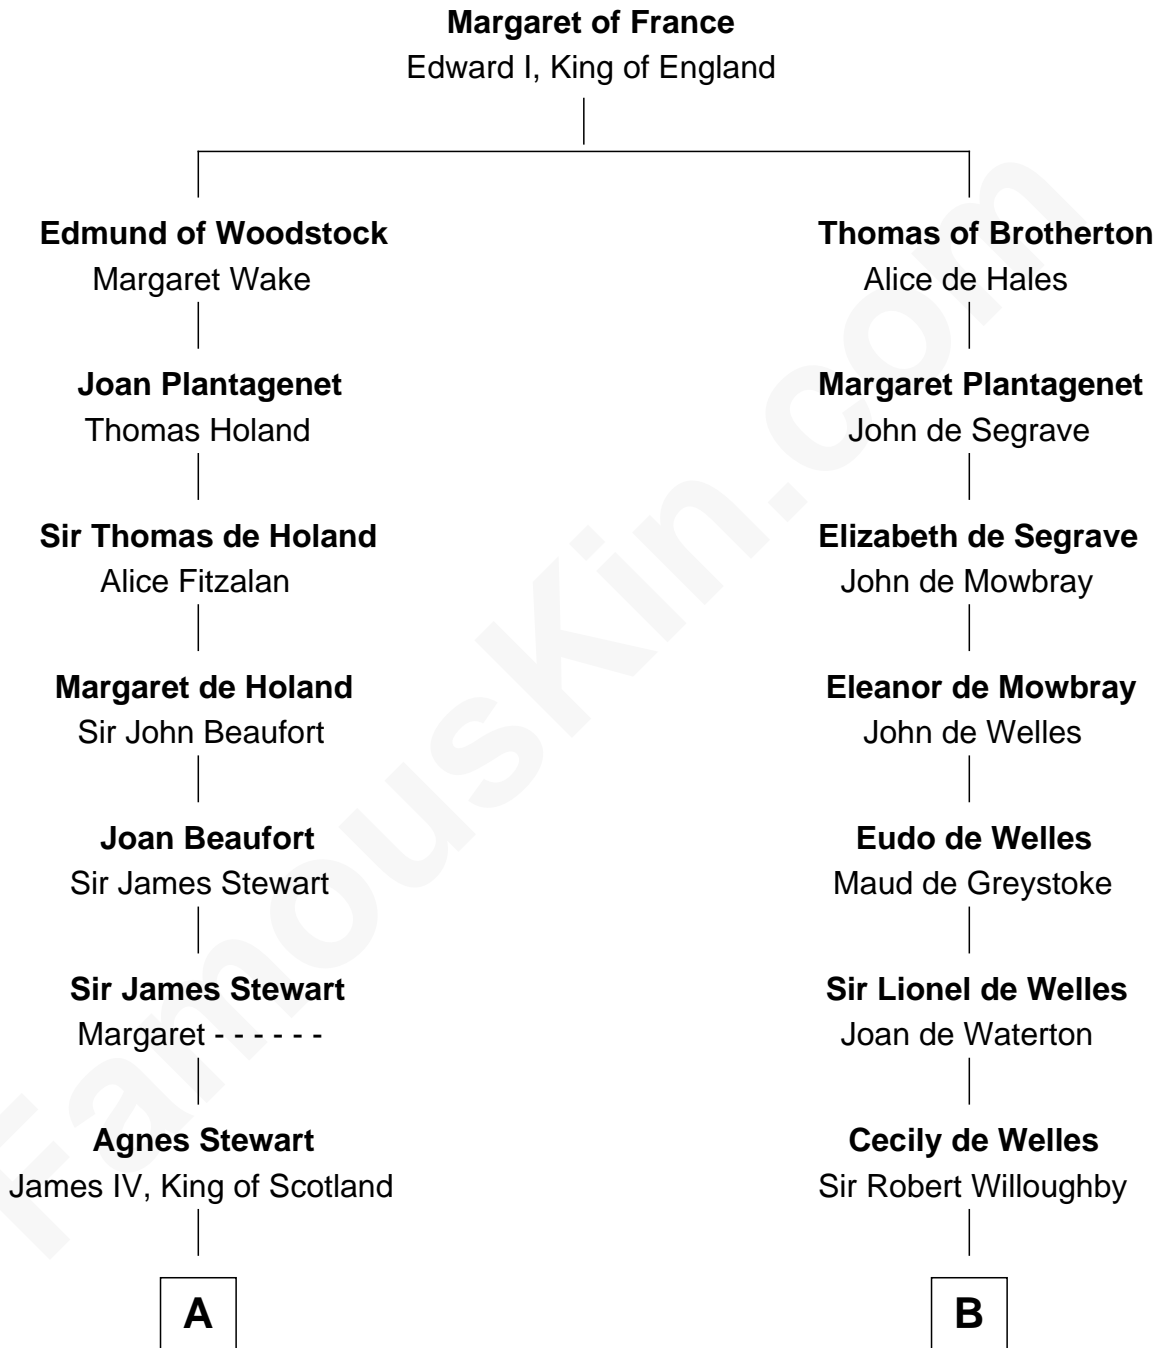 Margaret of France
Edward I, King of England
Edmund of Woodstock
Margaret Wake
Joan Plantagenet
Thomas Holand
Sir Thomas de Holand
Alice Fitzalan
Margaret de Holand
Sir John Beaufort
Joan Beaufort
Sir James Stewart
Sir James Stewart
Margaret - - - - - -
Agnes Stewart
James IV, King of Scotland
A
Thomas of Brotherton
Alice de Hales
Margaret Plantagenet
John de Segrave
Elizabeth de Segrave
John de Mowbray
Eleanor de Mowbray
John de Welles
Eudo de Welles
Maud de Greystoke
Sir Lionel de Welles
Joan de Waterton
Cecily de Welles
Sir Robert Willoughby
B
FamousKin.com